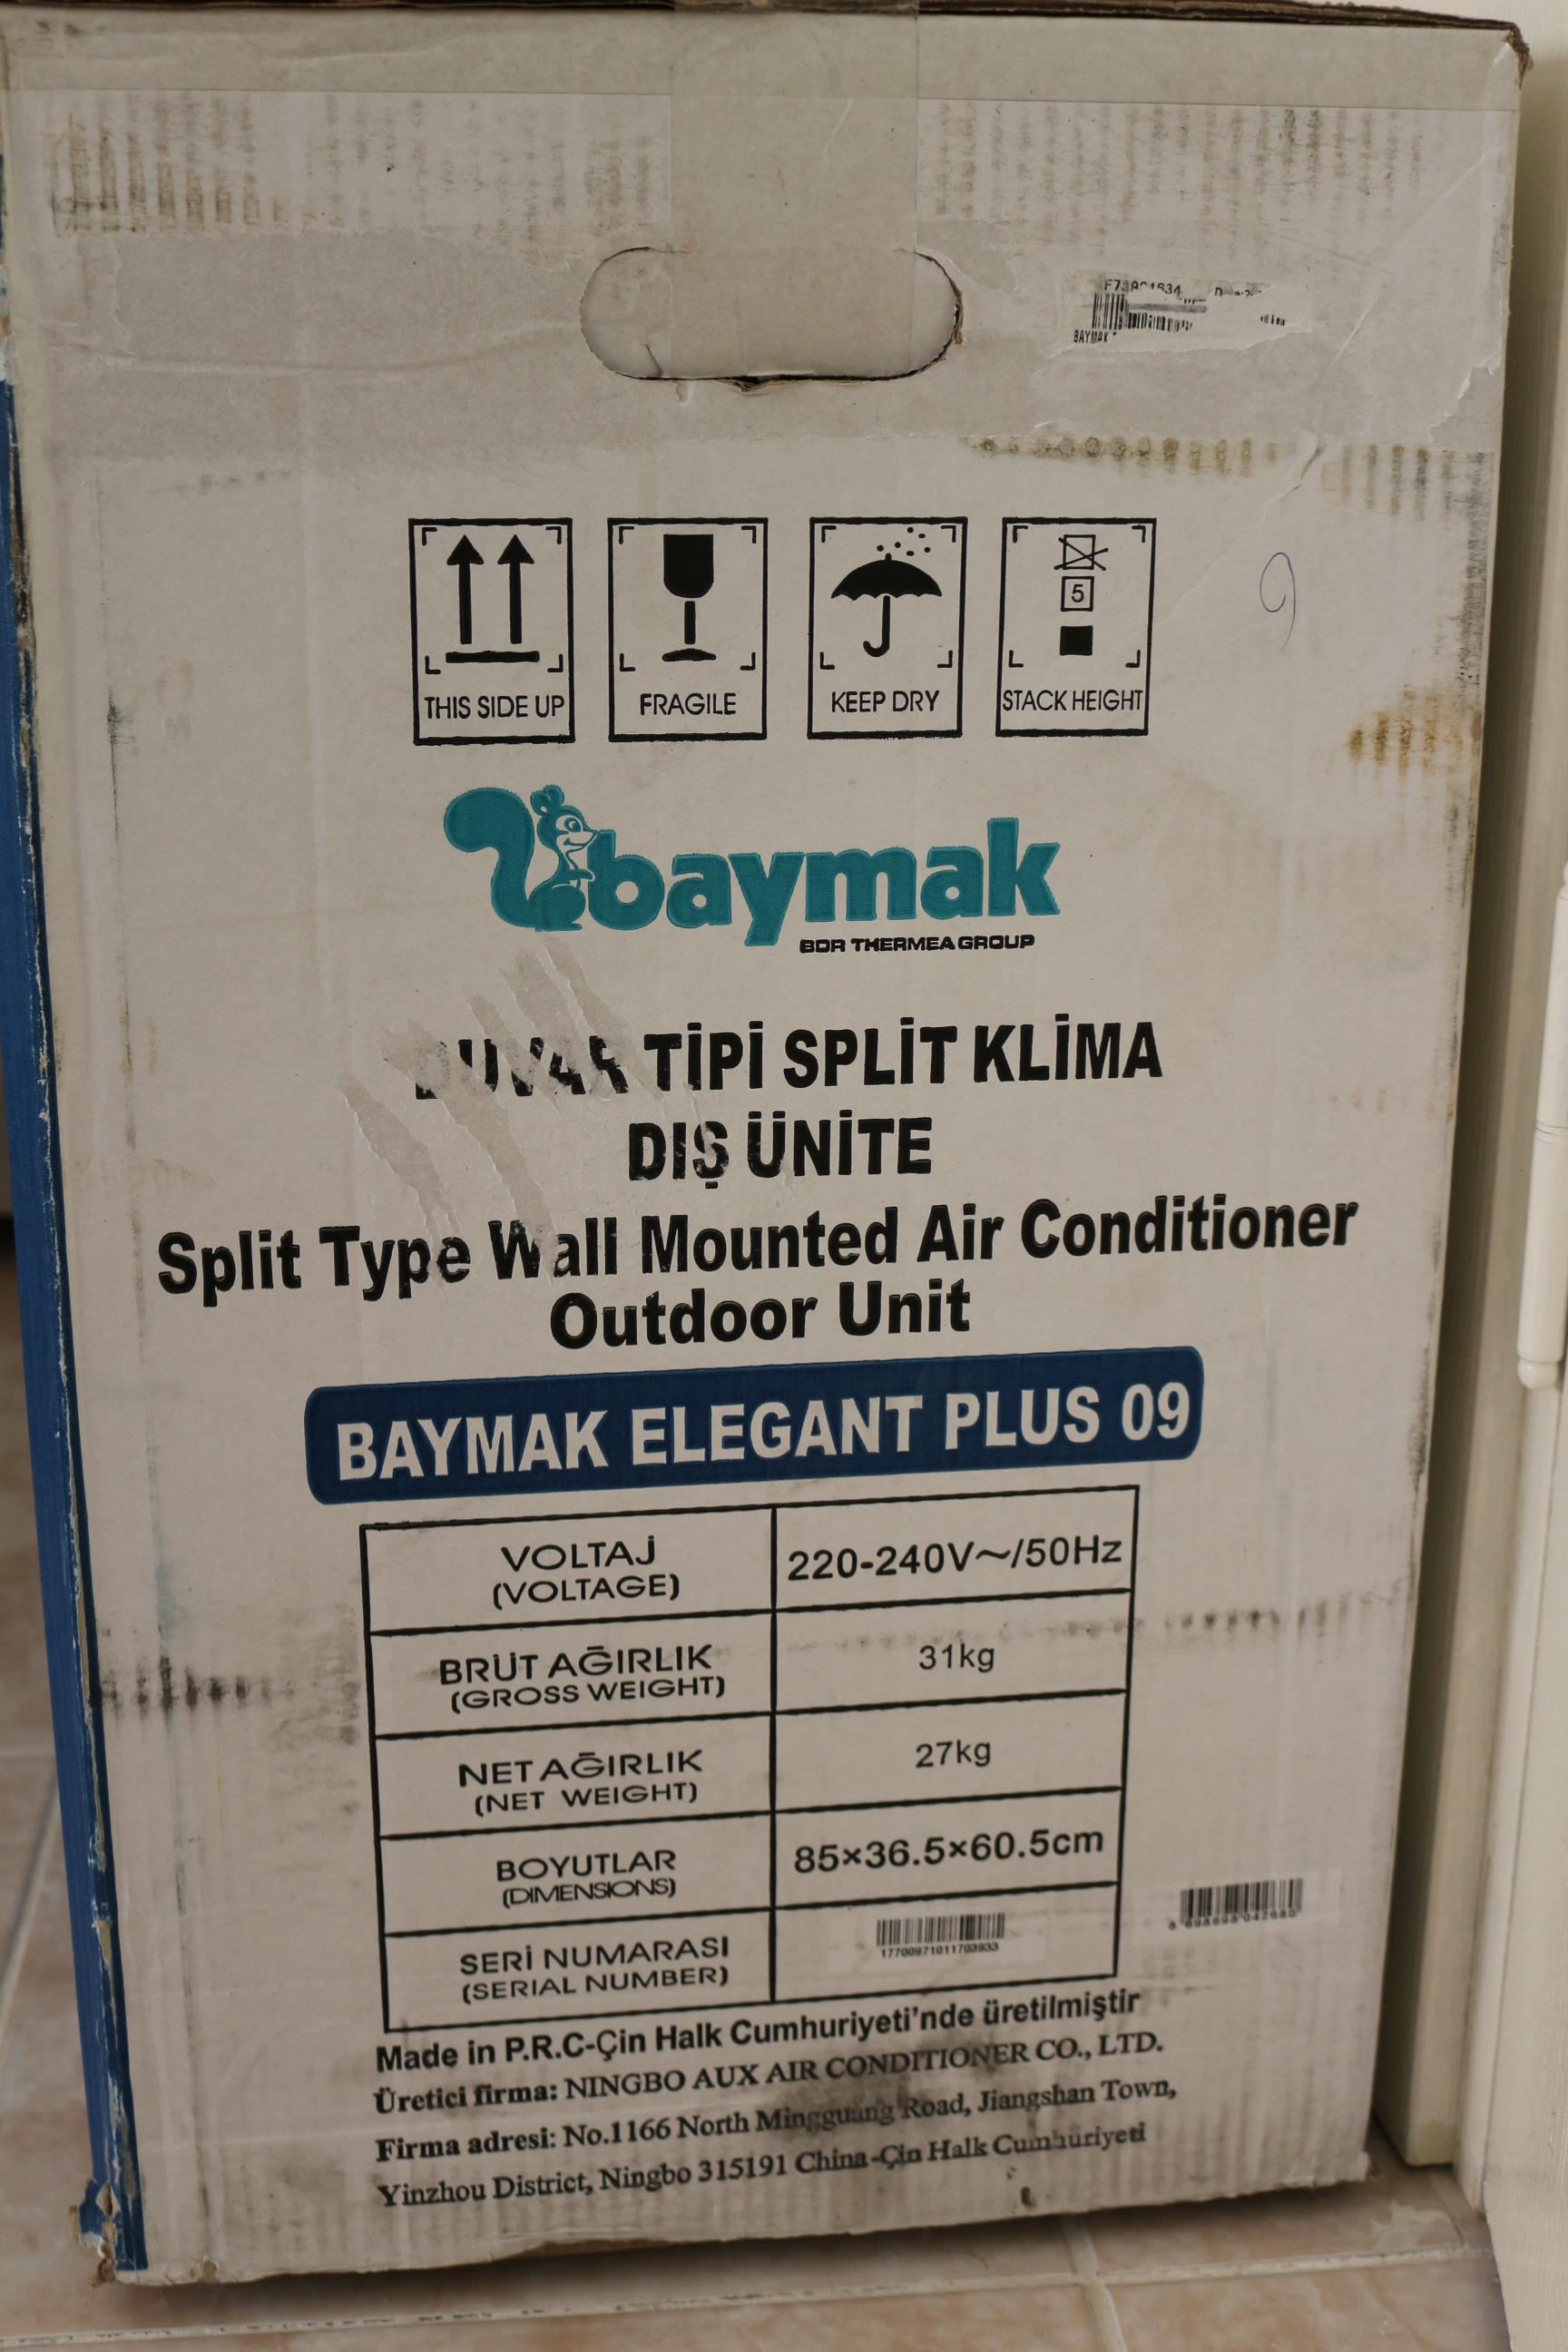 BAYMAK
5
THIS SIDE UP
FRAGILE
KEEP DRY
STACK HEIGHT
baymak
BDR THERMEA GROUP
DUVAR TİPİ SPLİT KLİMA
DIŞ ÜNİTE
Split Type Wall Mounted Air Conditioner
Outdoor Unit
BAYMAK ELEGANT PLUS 09
VOLTAJ
(VOLTAGE)
220-240V~/50Hz
BRÜT AĞIRLIK
(GROSS WEIGHT)
31kg
NET AĞIRLIK
(NET WEIGHT)
27kg
BOYUTLAR
(DIMENSIONS)
85×36.5×60.5cm
SERİ NUMARASI
(SERIAL NUMBER)
17700971011703933
Made in P.R.C-Çin Halk Cumhuriyeti'nde üretilmiştir
Üretici firma: NINGBO AUX AIR CONDITIONER CO., LTD.
Firma adresi: No.1166 North Mingguang Road, Jiangshan Town,
Yinzhou District, Ningbo 315191 China-Çin Halk Cumhuriyeti